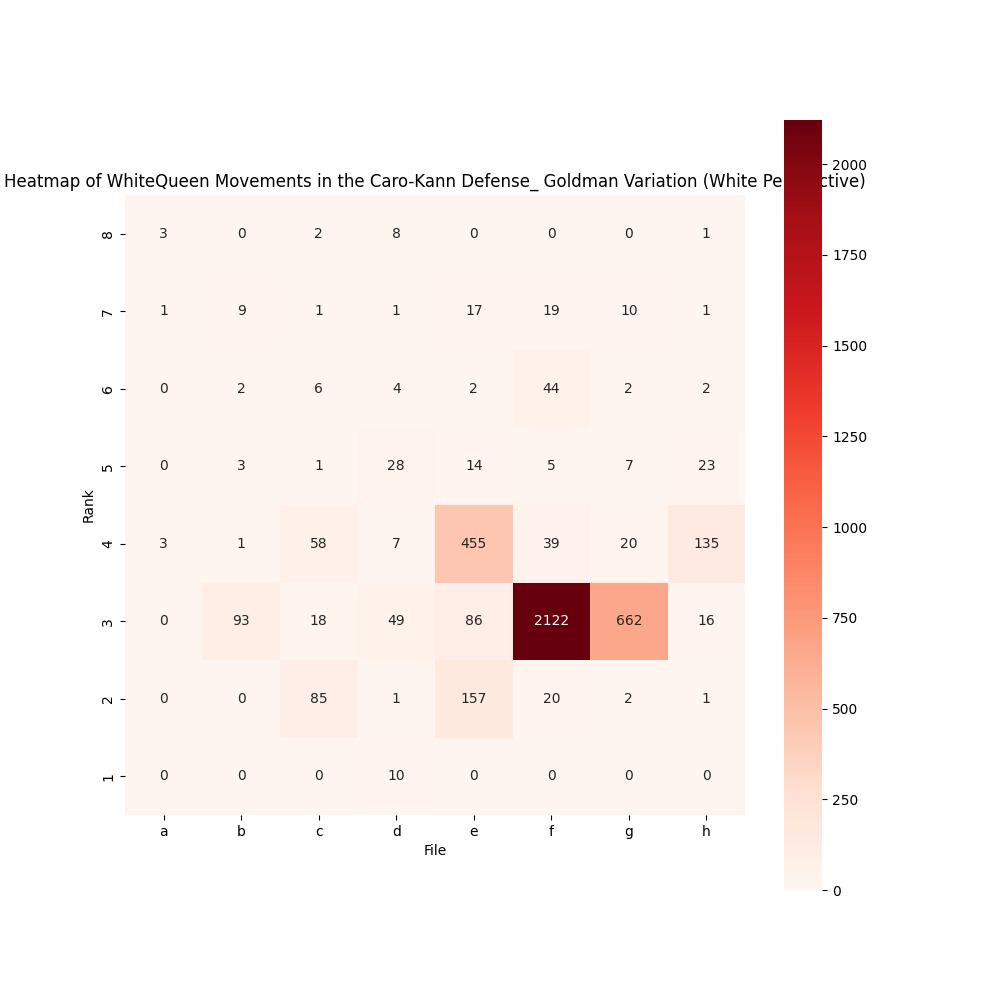 Heatmap of WhiteQueen Movements in the Caro-Kann Defense_ Goldman Variation (White Pe ctive)
8 3 0 2 8 0 0 0 1
7 1 9 1 1 17 19 10 1
6 0 2 6 4 2 44 2 2
5 0 3 1 28 14 5 7 23
4 3 1 58 7 455 39 20 135
3 0 93 18 49 86 2122 662 16
2 0 0 85 1 157 20 2 1
1 0 0 0 10 0 0 0 0
a b c d e f g h
File
Rank
2000
1750
1500
1250
1000
750
500
250
0